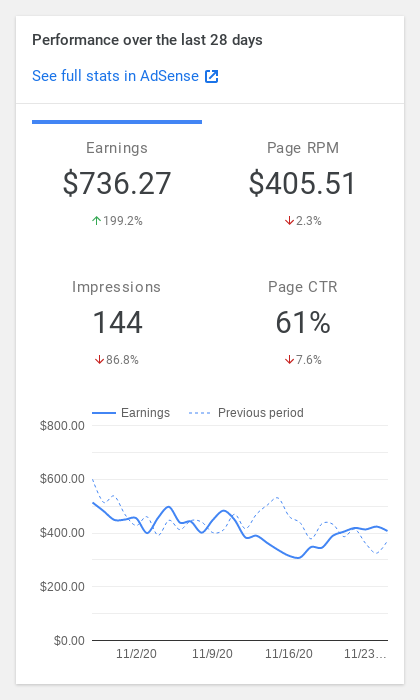 Performance over the last 28 days
See full stats in AdSense
Earnings Page RPM
$736.27 $405.51
199.2% 2.3%
Impressions Page CTR
144 61%
86.8% 7.6%
Earnings Previous period
$800.00
$600.00
$400.00
$200.00
$0.00
11/2/20 11/9/20 11/16/20 11/23…